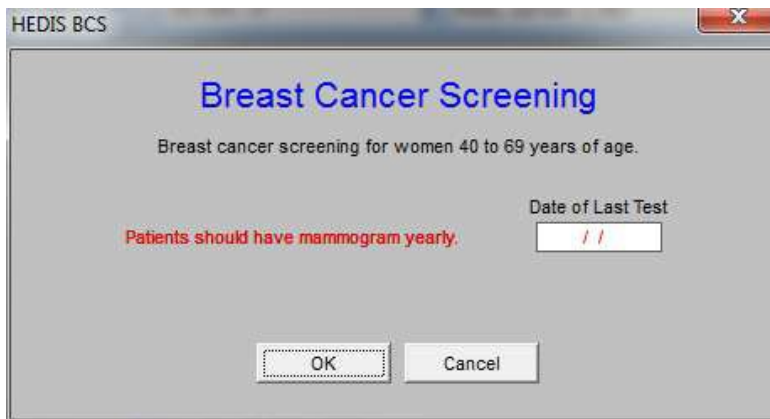 HEDIS BCS
X
Breast Cancer Screening
Breast cancer screening for women 40 to 69 years of age.
Date of Last Test
Patients should have mammogram yearly.
/ /
OK
Cancel